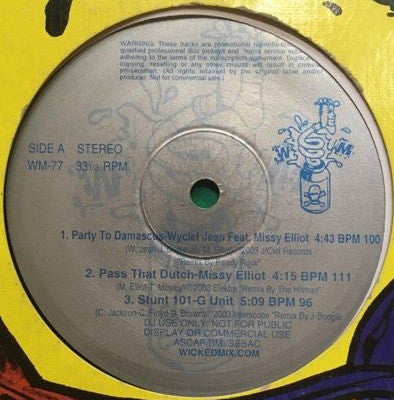 WARNING: These tracks are promotional reproductions
qualified professional disc jockeys and service
adhering to the terms of the subscription agreement.
copying, reselling or any other misuse will result in
prosecution. (All rights retained by the original label and/or
producer. Not for commercial sale.)
SIDE A STEREO
WM-77 33⅓ RPM
W M
1. Party To Damascus-Wyclef Jean Feat. Missy Elliot 4:43 BPM 100
2003 J/Clef Records
"Remix by Ready Rock"
2. Pass That Dutch-Missy Elliot 4:15 BPM 111
(M. Elliot-T. Mosley) ©2003 Elektra "Remix By The Hitman"
3. Stunt 101-G Unit 5:09 BPM 96
(C. Jackson-C. Floyd-D. Brown) ©2003 Interscope "Remix By J-Boogie
DJ USE ONLY: NOT FOR PUBLIC
DISPLAY OR COMMERCIAL USE
ASCAP/BMI/SESAC
WICKEDMIX.COM